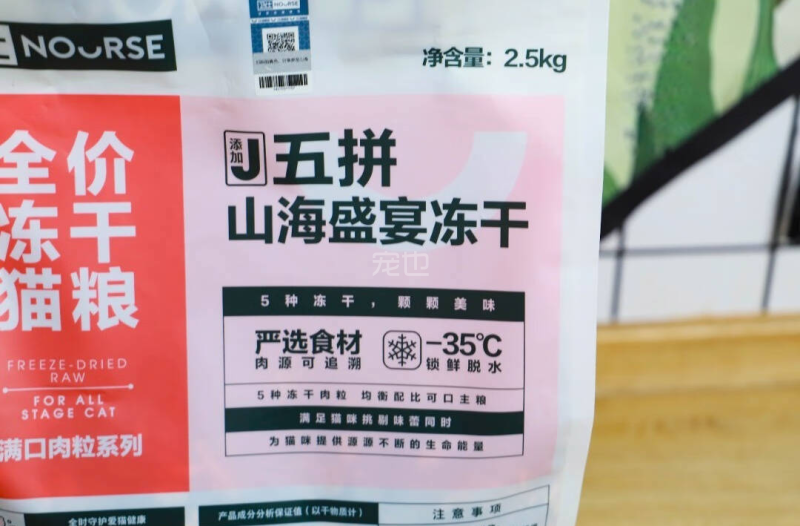 NOURSE
净含量：2.5kg
全价
冻干
猫粮
FREEZE-DRIED
RAW
FOR ALL
STAGE CAT
满口肉粒系列
添加
J五拼
山海盛宴冻干
宠也
5种冻干，颗颗美味
严选食材
肉源可追溯
-35℃
锁鲜脱水
5种冻干肉粒 均衡配比可口主粮
满足猫咪挑剔味蕾同时
为猫咪提供源源不断的生命能量
全时守护爱猫健康
产品成分分析保证值（以干物质计）
注意事项